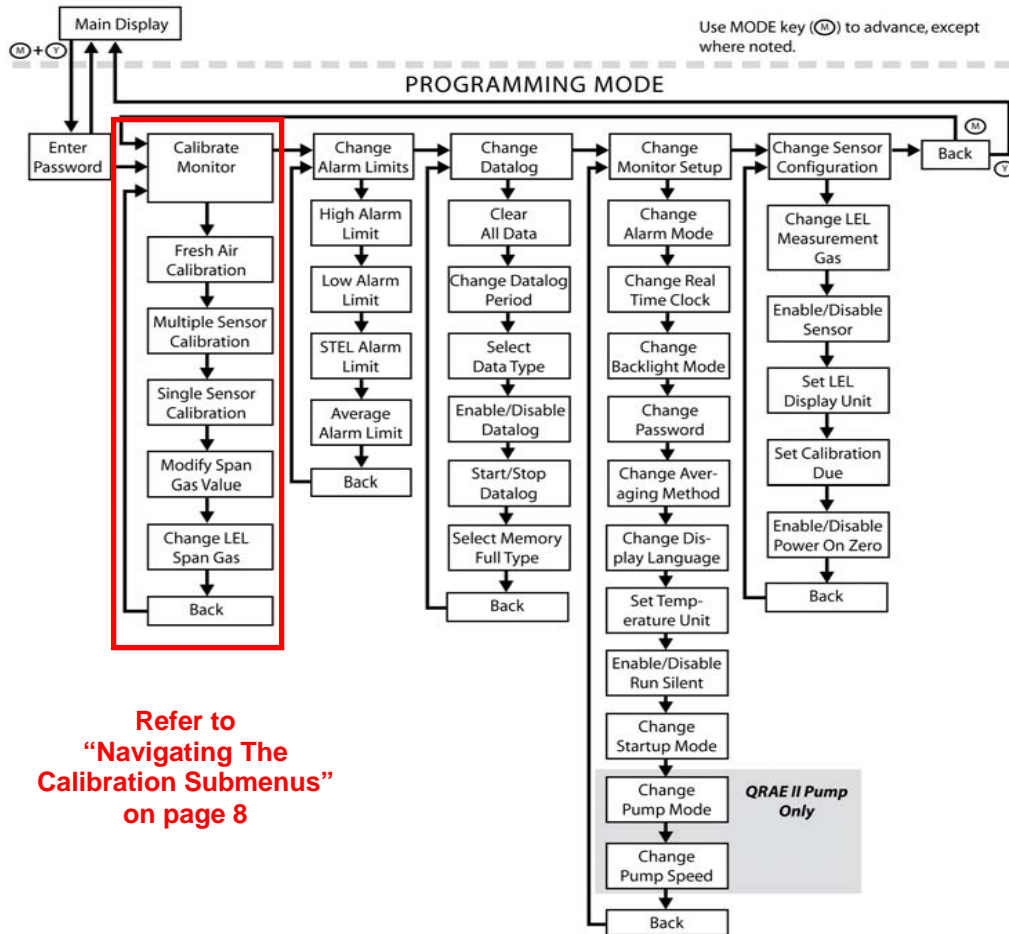 Main Display
Use MODE key (M) to advance, except
where noted.
M + Y
PROGRAMMING MODE
Enter
Password
Calibrate
Monitor
Fresh Air
Calibration
Multiple Sensor
Calibration
Single Sensor
Calibration
Modify Span
Gas Value
Change LEL
Span Gas
Back
Change
Alarm Limits
High Alarm
Limit
Low Alarm
Limit
STEL Alarm
Limit
Average
Alarm Limit
Back
Change
Datalog
Clear
All Data
Change Datalog
Period
Select
Data Type
Enable/Disable
Datalog
Start/Stop
Datalog
Select Memory
Full Type
Back
Change
Monitor Setup
Change
Alarm Mode
Change Real
Time Clock
Change
Backlight Mode
Change
Password
Change Aver-
aging Method
Change Dis-
play Language
Set Temp-
erature Unit
Enable/Disable
Run Silent
Change
Startup Mode
Change
Pump Mode
Change
Pump Speed
Back
QRAE II Pump
Only
Change Sensor
Configuration
Change LEL
Measurement
Gas
Enable/Disable
Sensor
Set LEL
Display Unit
Set Calibration
Due
Enable/Disable
Power On Zero
Back
M
Back
Y
Refer to
“Navigating The
Calibration Submenus”
on page 8